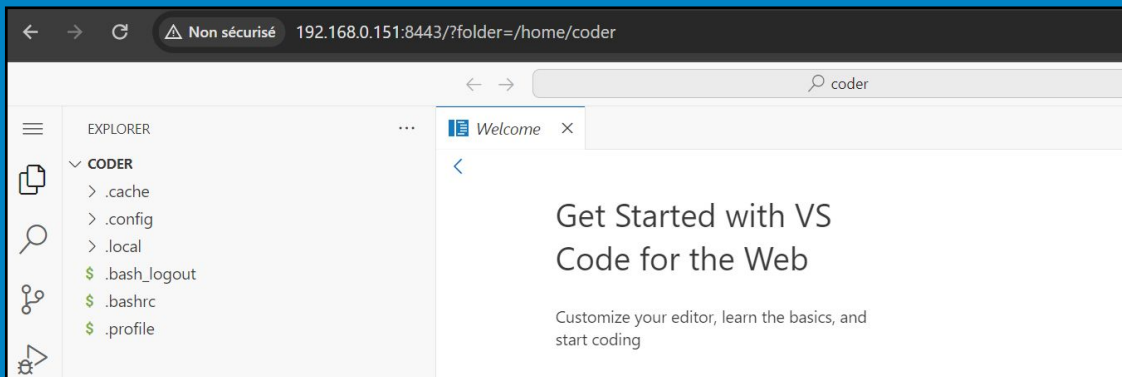 Non sécurisé 192.168.0.151:8443/?folder=/home/coder
coder
EXPLORER
Welcome
CODER
.cache
.config
.local
$ .bash_logout
$ .bashrc
$ .profile
Get Started with VS
Code for the Web
Customize your editor, learn the basics, and
start coding